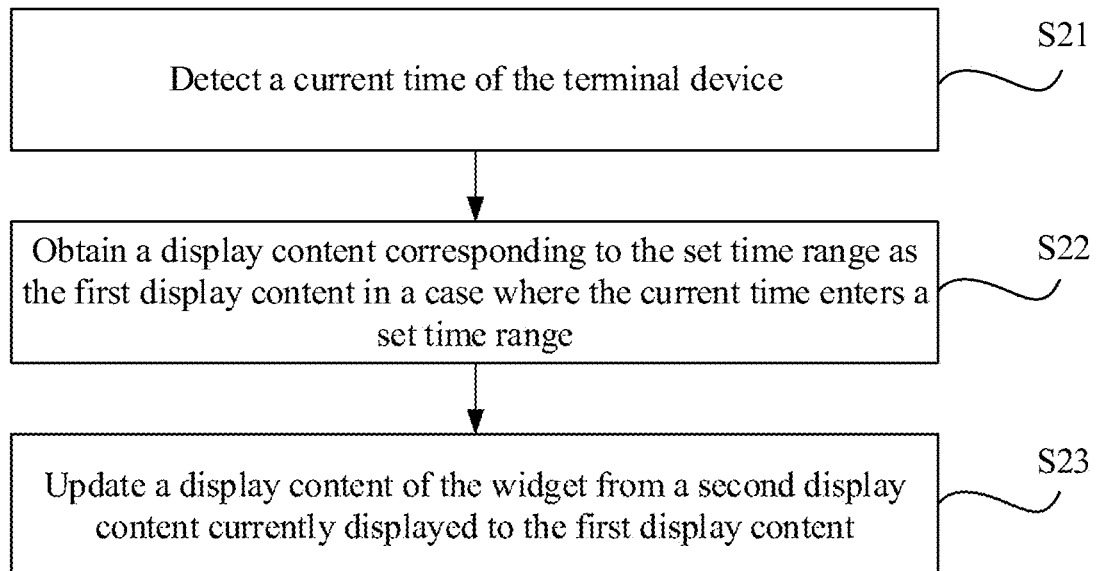 S21
Detect a current time of the terminal device
S22
Obtain a display content corresponding to the set time range as
the first display content in a case where the current time enters a
set time range
S23
Update a display content of the widget from a second display
content currently displayed to the first display content